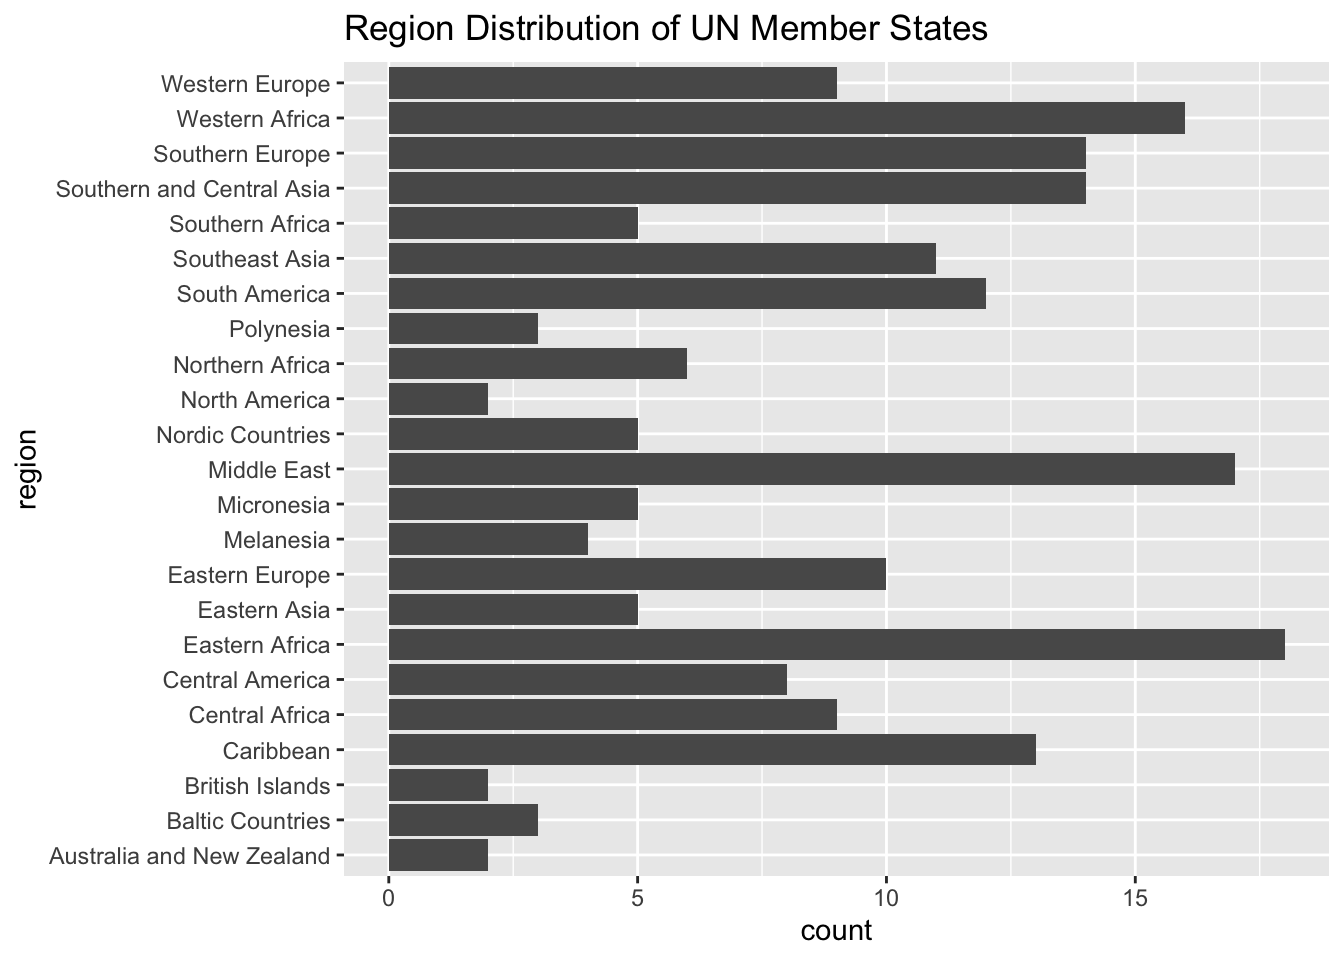 Region Distribution of UN Member States
Western Europe
Western Africa
Southern Europe
Southern and Central Asia
Southern Africa
Southeast Asia
South America
Polynesia
Northern Africa
North America
Nordic Countries
Middle East
Micronesia
Melanesia
Eastern Europe
Eastern Asia
Eastern Africa
Central America
Central Africa
Caribbean
British Islands
Baltic Countries
Australia and New Zealand
region
0 5 10 15
count